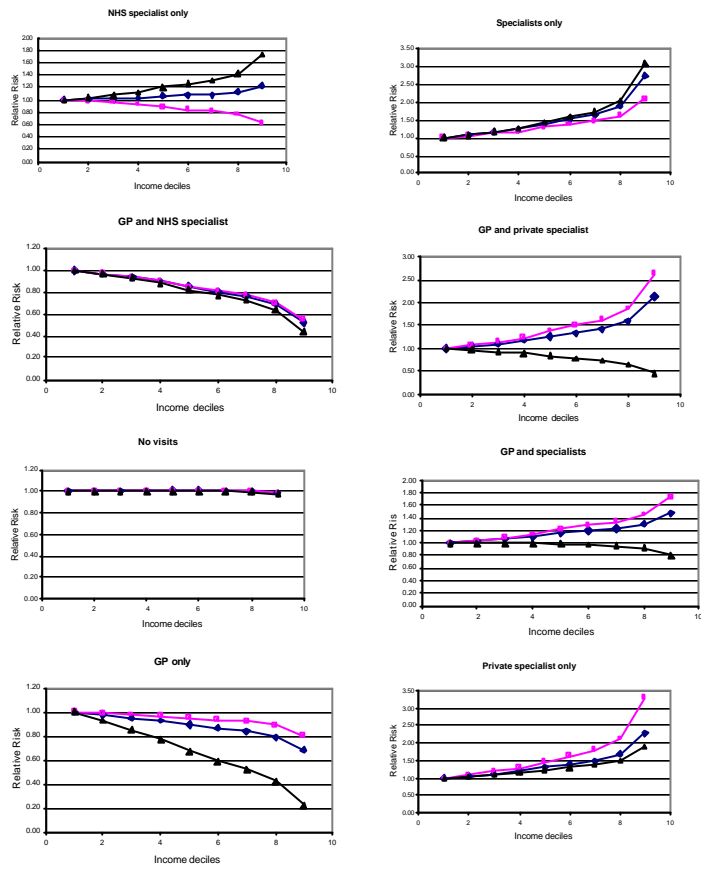 NHS specialist only
2.00
1.80
1.60
1.40
1.20
1.00
0.80
0.60
0.40
0.20
0.00
Relative Risk
0 2 4 6 8 10
Income deciles
Specialists only
3.50
3.00
2.50
2.00
1.50
1.00
0.50
0.00
Relative Risk
0 2 4 6 8 10
Income deciles
GP and NHS specialist
1.20
1.00
0.80
0.60
0.40
0.20
0.00
Relative Risk
0 2 4 6 8 10
Income deciles
GP and private specialist
3.00
2.50
2.00
1.50
1.00
0.50
0.00
Relative Risk
0 2 4 6 8 10
Income deciles
No visits
1.20
1.00
0.80
0.60
0.40
0.20
0.00
Relative Risk
0 2 4 6 8 10
Income deciles
GP and specialists
2.00
1.80
1.60
1.40
1.20
1.00
0.80
0.60
0.40
0.20
0.00
Relative Ris
0 2 4 6 8 10
Income deciles
GP only
1.20
1.00
0.80
0.60
0.40
0.20
0.00
Relative Risk
0 2 4 6 8 10
Income deciles
Private specialist only
3.50
3.00
2.50
2.00
1.50
1.00
0.50
0.00
Relative Risk
0 2 4 6 8 10
Income deciles